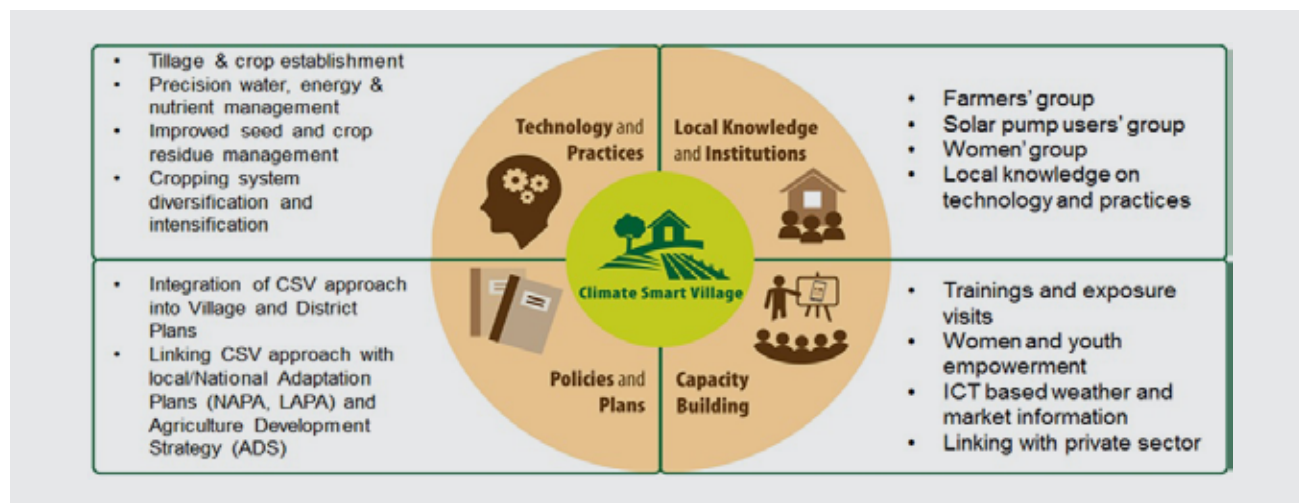 • Tillage & crop establishment
• Precision water, energy &
nutrient management
• Improved seed and crop
residue management
• Cropping system
diversification and
intensification
Technology and
Practices
Local Knowledge
and Institutions
• Farmers' group
• Solar pump users' group
• Women' group
• Local knowledge on
technology and practices
Climate Smart Village
• Integration of CSV approach
into Village and District
Plans
• Linking CSV approach with
local/National Adaptation
Plans (NAPA, LAPA) and
Agriculture Development
Strategy (ADS)
Policies and
Plans
Capacity
Building
• Trainings and exposure
visits
• Women and youth
empowerment
• ICT based weather and
market information
• Linking with private sector